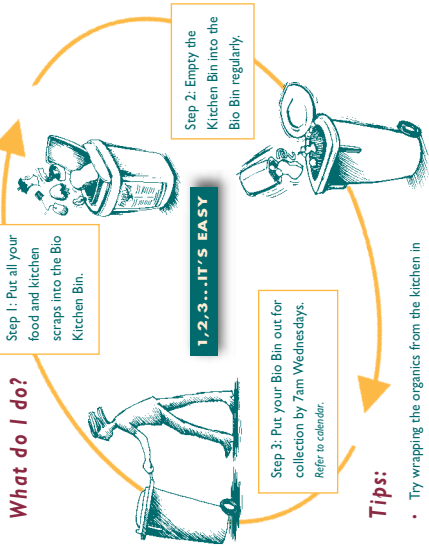 What do I do?
Step 1: Put all your
food and kitchen
scraps into the Bio
Kitchen Bin.
Step 2: Empty the
Kitchen Bin into the
Bio Bin regularly.
1,2,3...IT'S EASY
Step 3: Put your Bio Bin out for
collection by 7am Wednesdays.
Refer to calendar.
Tips:
• Try wrapping the organics from the kitchen in